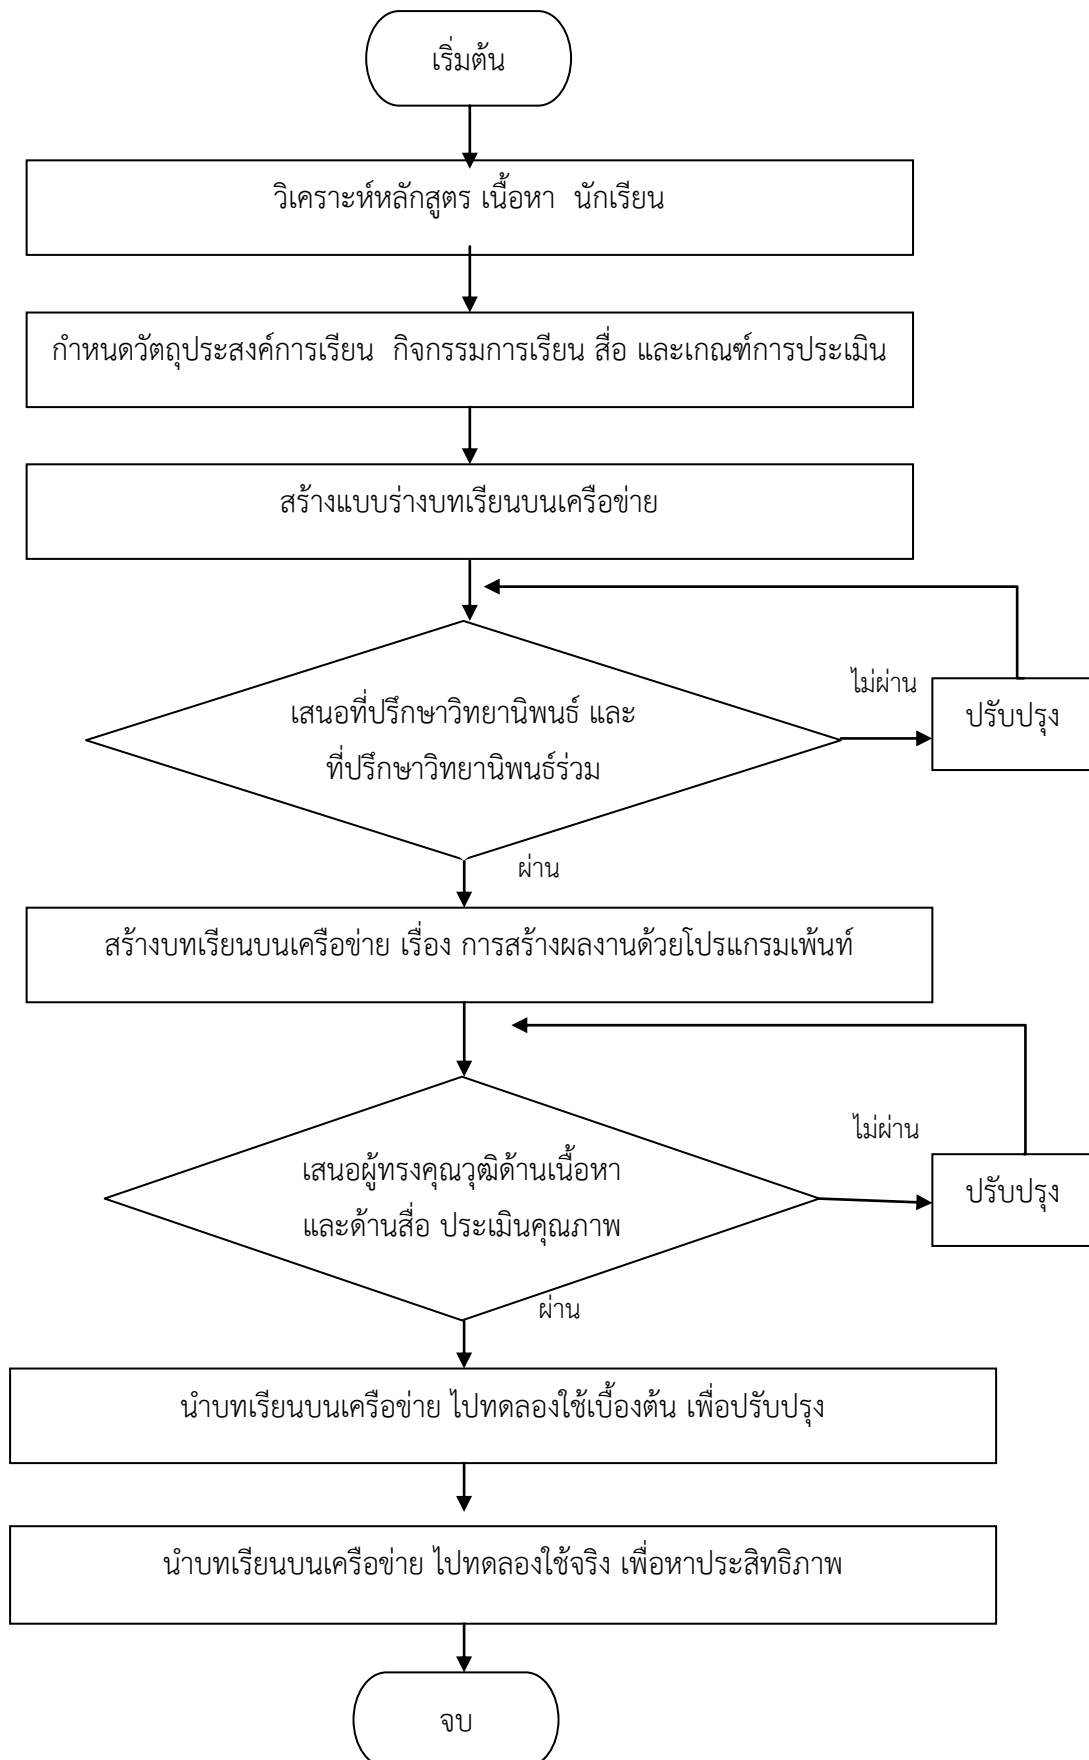 เริ่มต้น
วิเคราะห์หลักสูตร เนื้อหา นักเรียน
กำหนดวัตถุประสงค์การเรียน กิจกรรมการเรียน สื่อ และเกณฑ์การประเมิน
สร้างแบบร่างบทเรียนบนเครือข่าย
เสนอที่ปรึกษาวิทยานิพนธ์ และ
ที่ปรึกษาวิทยานิพนธ์ร่วม
ไม่ผ่าน
ปรับปรุง
ผ่าน
สร้างบทเรียนบนเครือข่าย เรื่อง การสร้างผลงานด้วยโปรแกรมเพ้นท์
เสนอผู้ทรงคุณวุฒิด้านเนื้อหา
และด้านสื่อ ประเมินคุณภาพ
ไม่ผ่าน
ปรับปรุง
ผ่าน
นำบทเรียนบนเครือข่าย ไปทดลองใช้เบื้องต้น เพื่อปรับปรุง
นำบทเรียนบนเครือข่าย ไปทดลองใช้จริง เพื่อหาประสิทธิภาพ
จบ